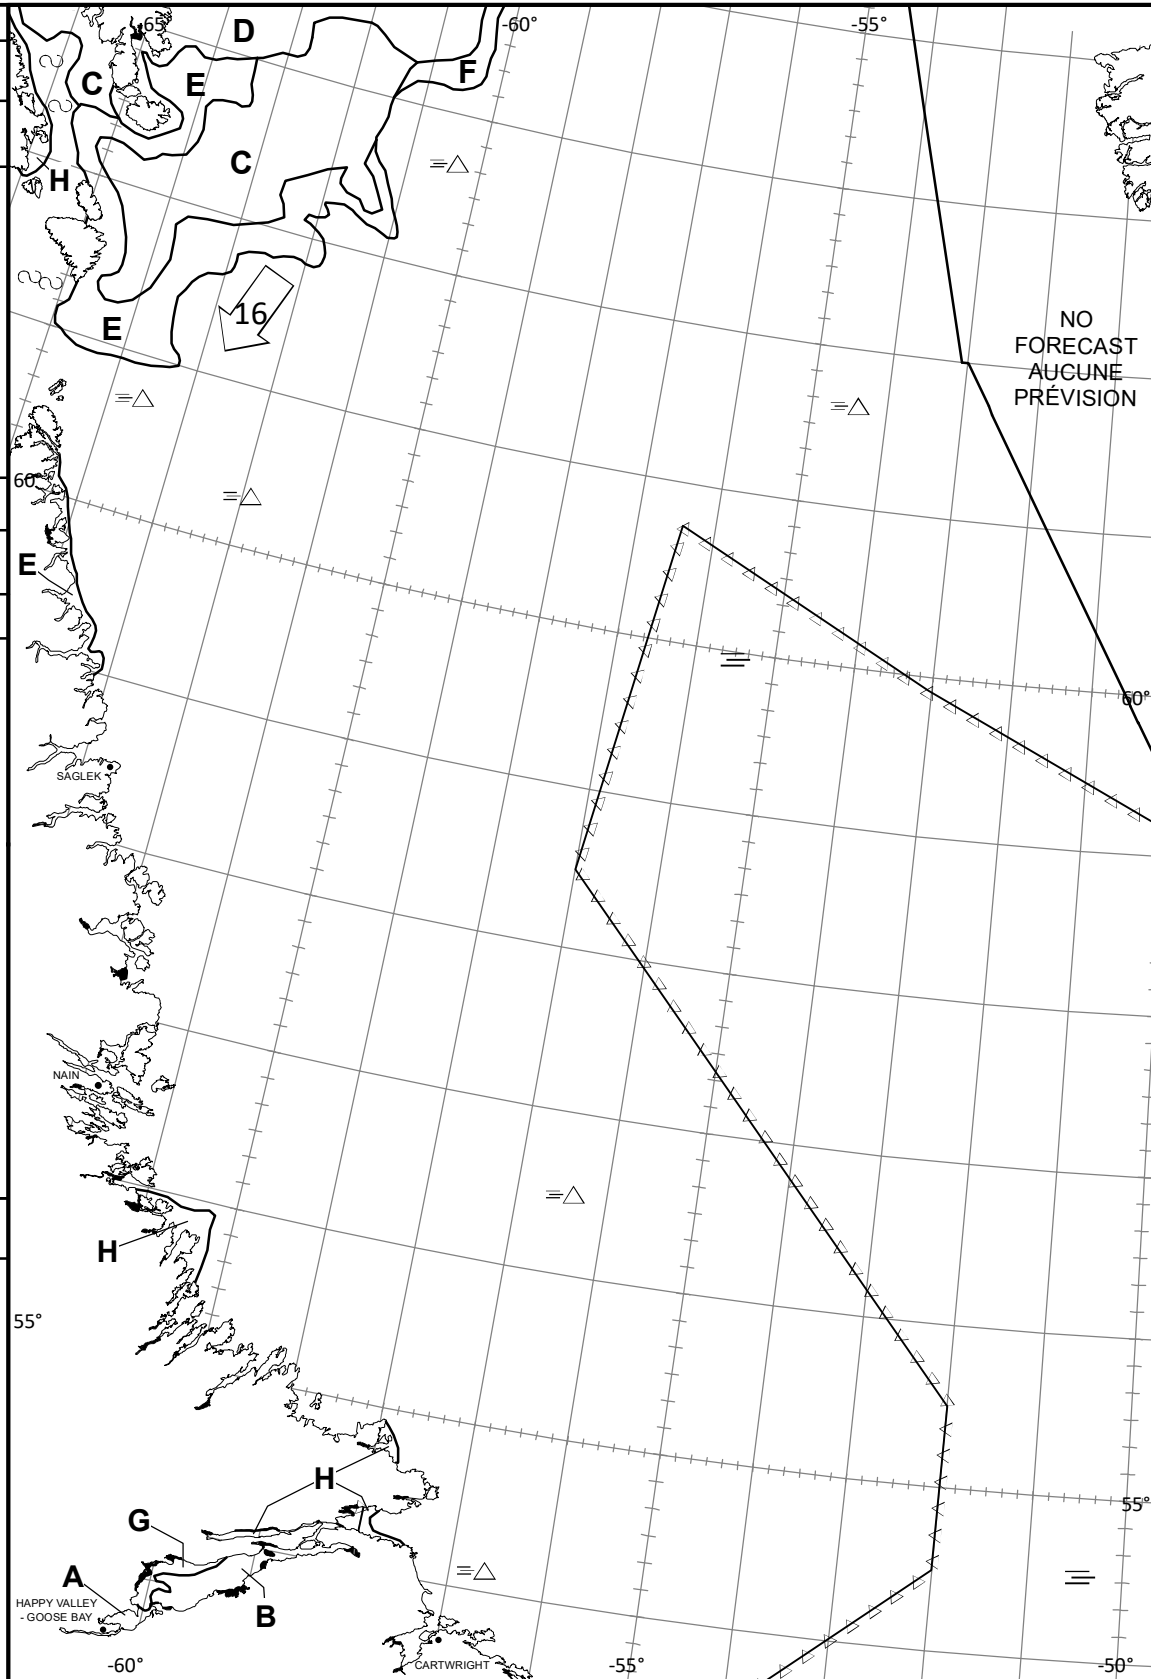 65
-60°
-55°
D
F
C
E
C
H
16
E
NO
FORECAST
AUCUNE
PRÉVISION
60°
E
60°
SAGLEK
NAIN
H
55°
H
55°
G
A
B
HAPPY VALLEY
- GOOSE BAY
-60°
CARTWRIGHT
-55°
-50°